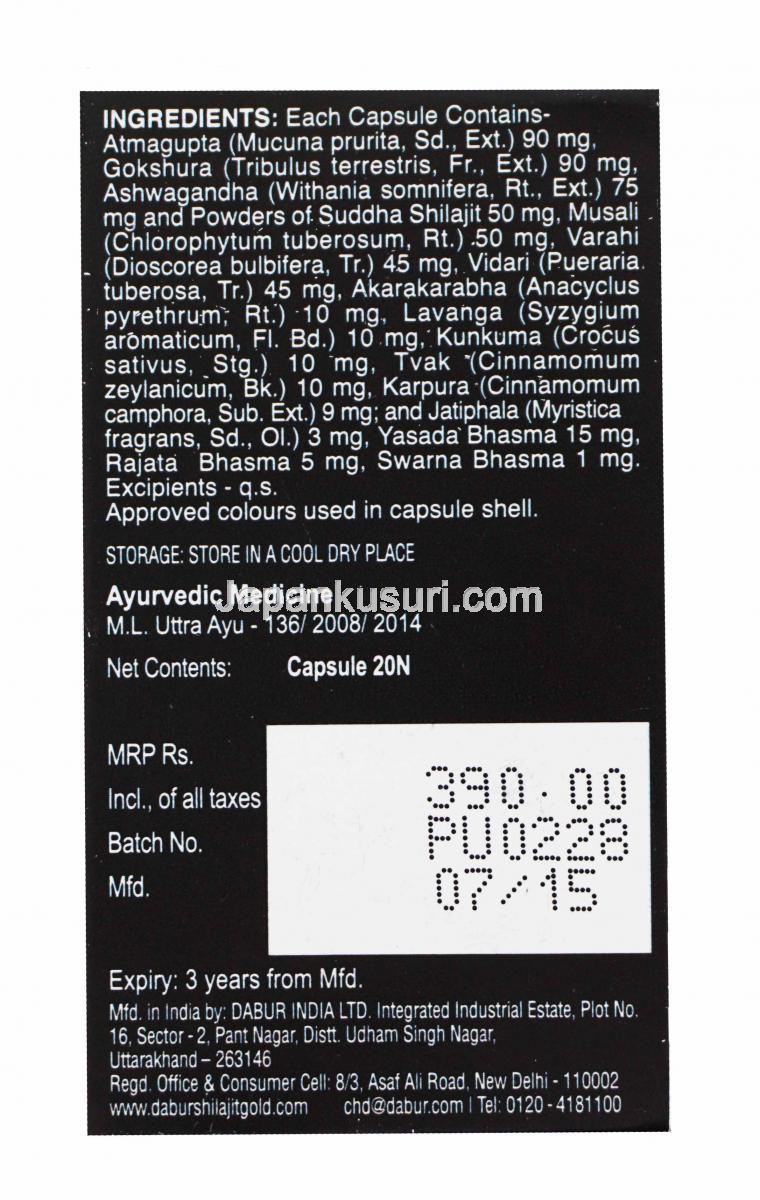 INGREDIENTS: Each Capsule Contains-
Atmagupta (Mucuna prurita, Sd., Ext.) 90 mg,
Gokshura (Tribulus terrestris, Fr., Ext.) 90 mg,
Ashwagandha (Withania somnifera, Rt., Ext.) 75
mg and Powders of Suddha Shilajit 50 mg, Musali
(Chlorophytum tuberosum, Rt.) 50 mg, Varahi
(Dioscorea bulbifera, Tr.) 45 mg, Vidari (Pueraria
tuberosa, Tr.) 45 mg, Akarakarabha (Anacyclus
pyrethrum, Rt.) 10 mg, Lavanga (Syzygium
aromaticum, Fl. Bd.) 10 mg, Kunkuma (Crocus
sativus, Stg.) 10 mg, Tvak (Cinnamomum
zeylanicum, Bk.) 10 mg, Karpura (Cinnamomum
camphora, Sub. Ext.) 9 mg; and Jatiphala (Myristica
fragrans, Sd., Ol.) 3 mg, Yasada Bhasma 15 mg,
Rajata Bhasma 5 mg, Swarna Bhasma 1 mg.
Excipients - q.s.
Approved colours used in capsule shell.
STORAGE: STORE IN A COOL DRY PLACE
Ayurvedic Medicine
Japankusuri.com
M.L. Uttra Ayu - 136/ 2008/ 2014
Net Contents: Capsule 20N
MRP Rs. 390.00
Incl., of all taxes
Batch No. PU0228
Mfd. 07/15
Expiry: 3 years from Mfd.
Mfd. in India by: DABUR INDIA LTD. Integrated Industrial Estate, Plot No.
16, Sector - 2, Pant Nagar, Distt. Udham Singh Nagar,
Uttarakhand – 263146
Regd. Office & Consumer Cell: 8/3, Asaf Ali Road, New Delhi - 110002
www.daburshilajitgold.com chd@dabur.com | Tel: 0120 - 4181100